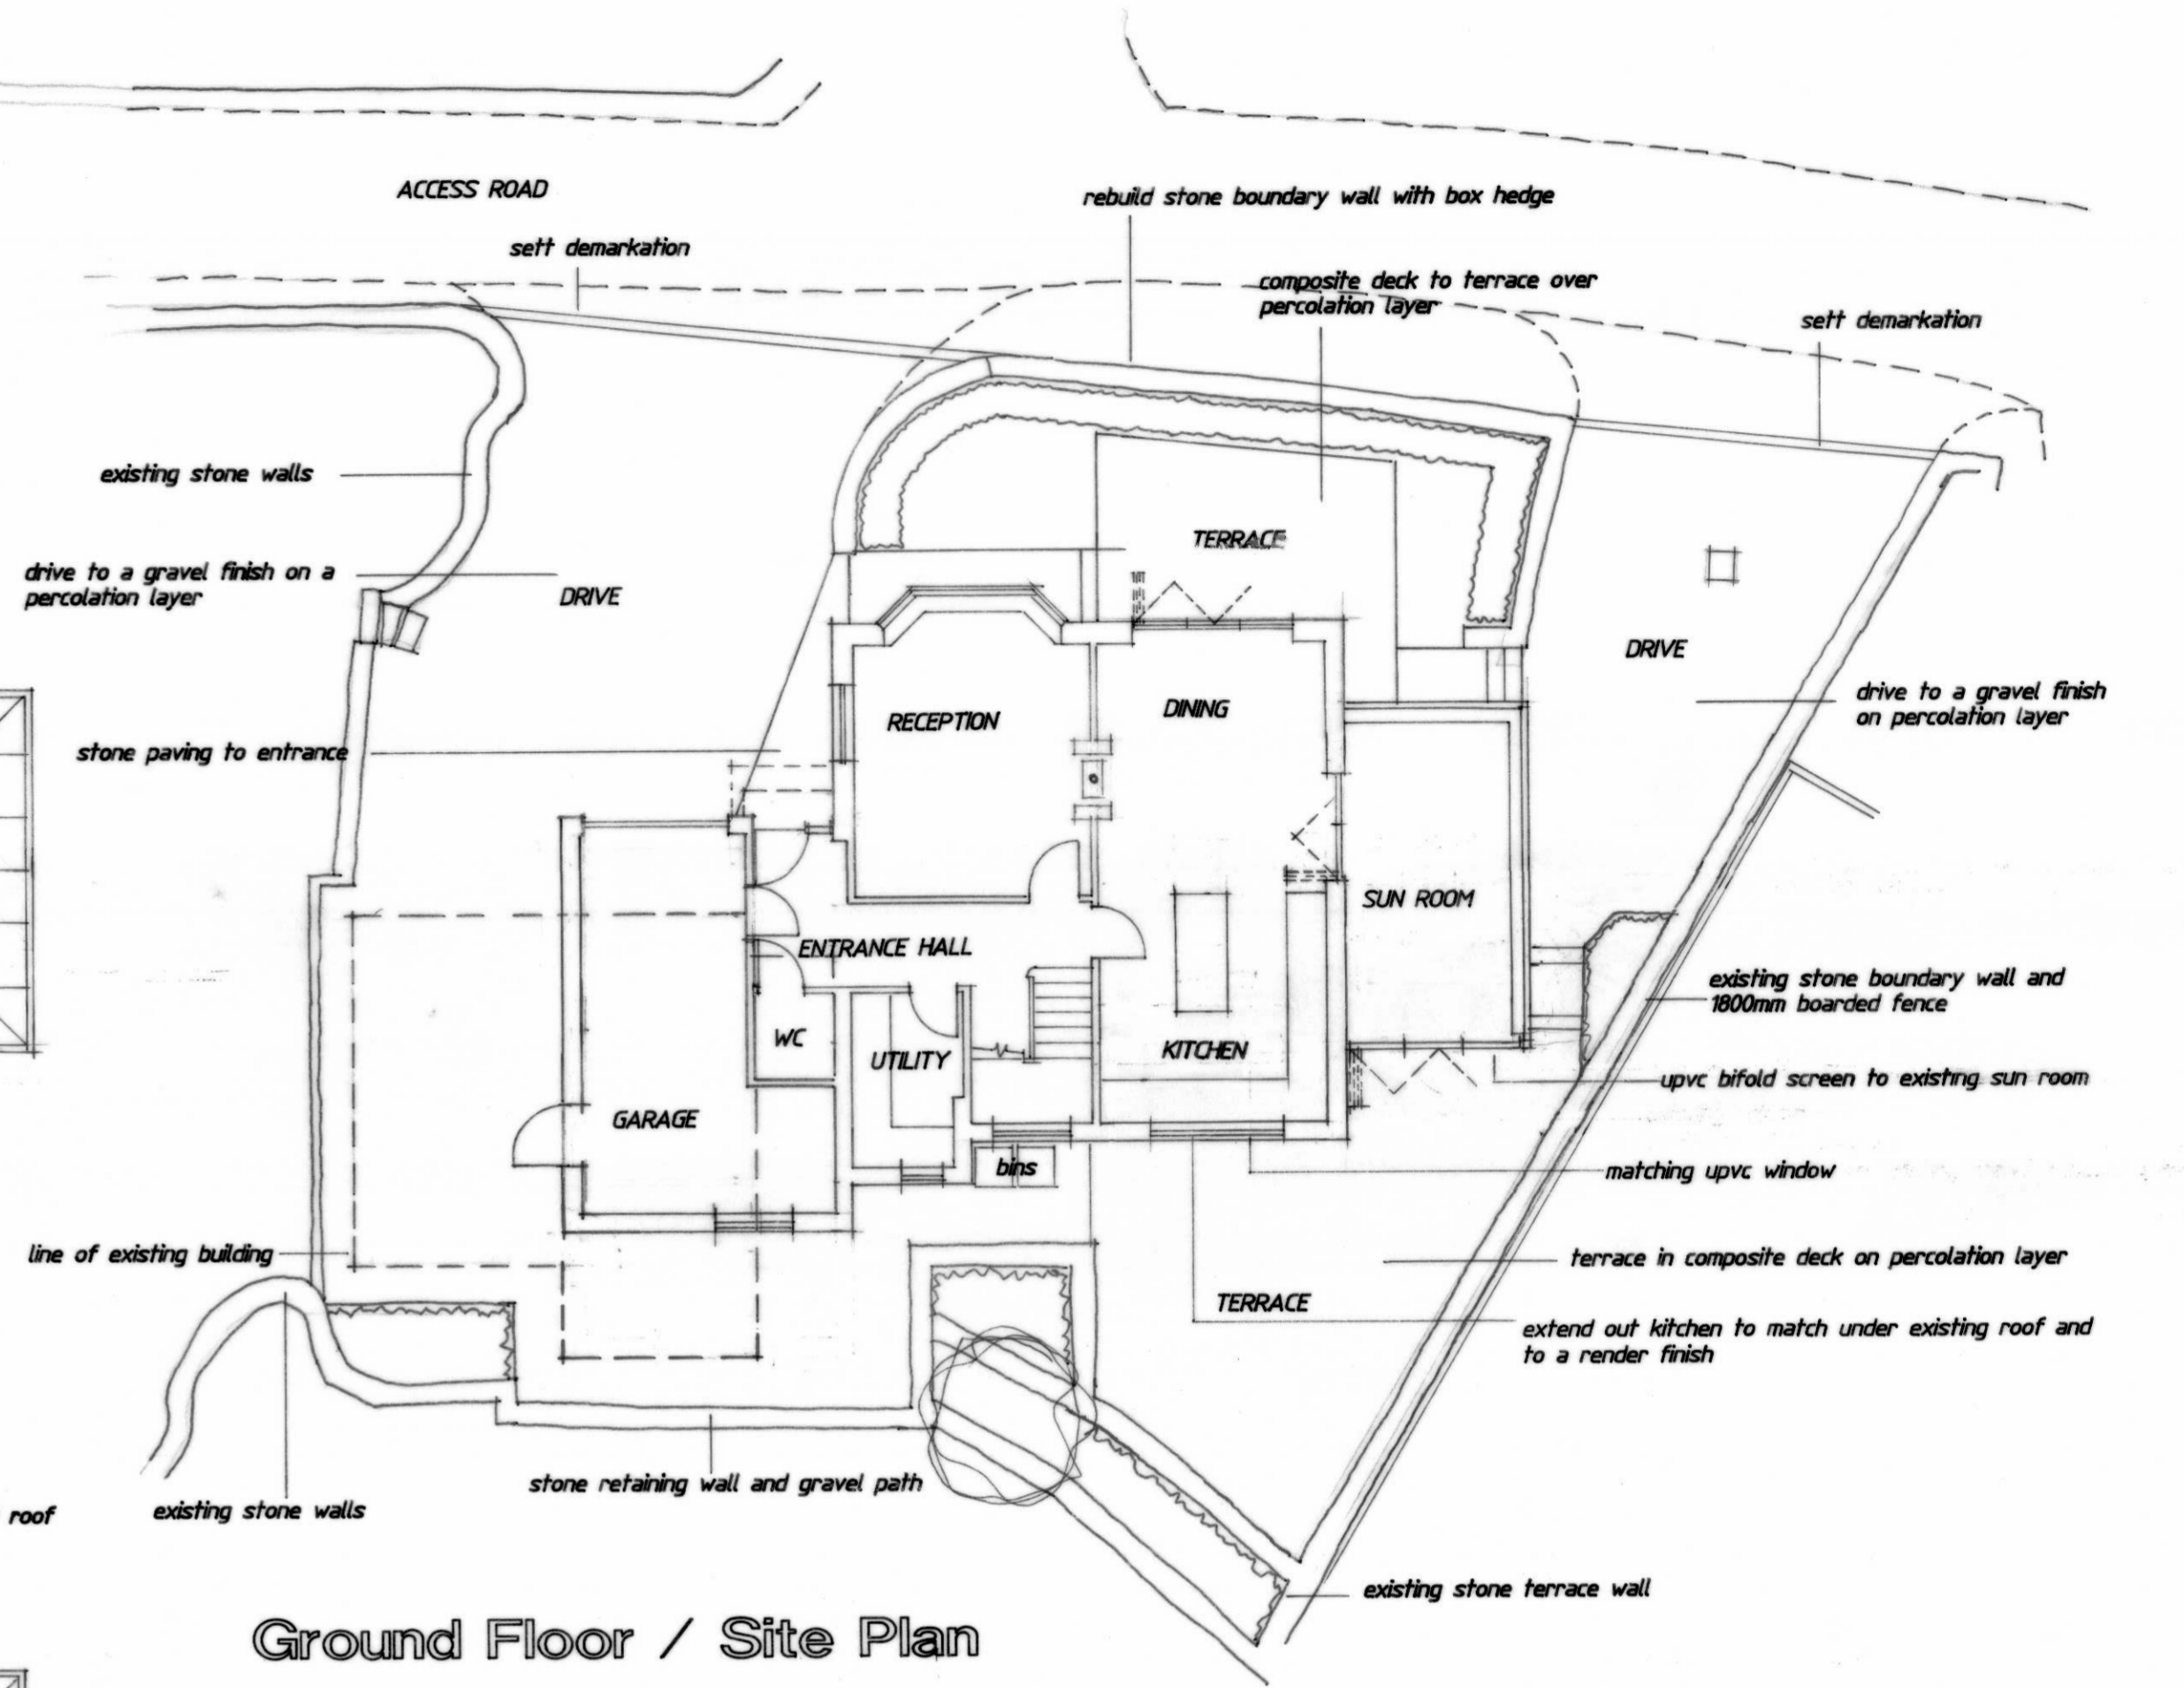 ACCESS ROAD
rebuild stone boundary wall with box hedge
sett demarkation
composite deck to terrace over
percolation layer
sett demarkation
existing stone walls
TERRACE
drive to a gravel finish on a
percolation layer
DRIVE
DRIVE
drive to a gravel finish
on percolation layer
RECEPTION
DINING
stone paving to entrance
SUN ROOM
ENTRANCE HALL
existing stone boundary wall and
1800mm boarded fence
WC
UTILITY
KITCHEN
upvc bifold screen to existing sun room
GARAGE
bins
matching upvc window
line of existing building
terrace in composite deck on percolation layer
TERRACE
extend out kitchen to match under existing roof and
to a render finish
stone retaining wall and gravel path
existing stone walls
roof
existing stone terrace wall
Ground Floor / Site Plan